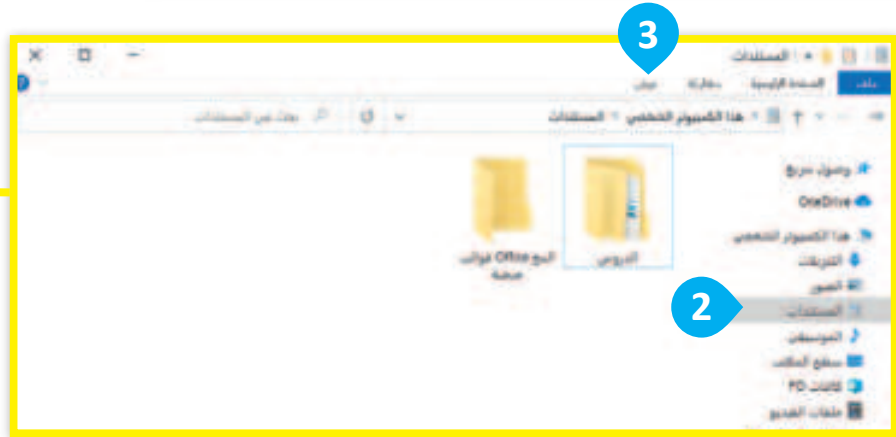 3
المستندات
ملف الصفحة الرئيسية مشاركة عرض
هذا الكمبيوتر الشخصي المستندات
بحث في المستندات
وصول سريع
OneDrive
هذا الكمبيوتر الشخصي
التنزيلات
الصور
2
المستندات
الموسيقى
سطح المكتب
كائنات 3D
ملفات الفيديو
الدروس
Office قوالب
مخصصة